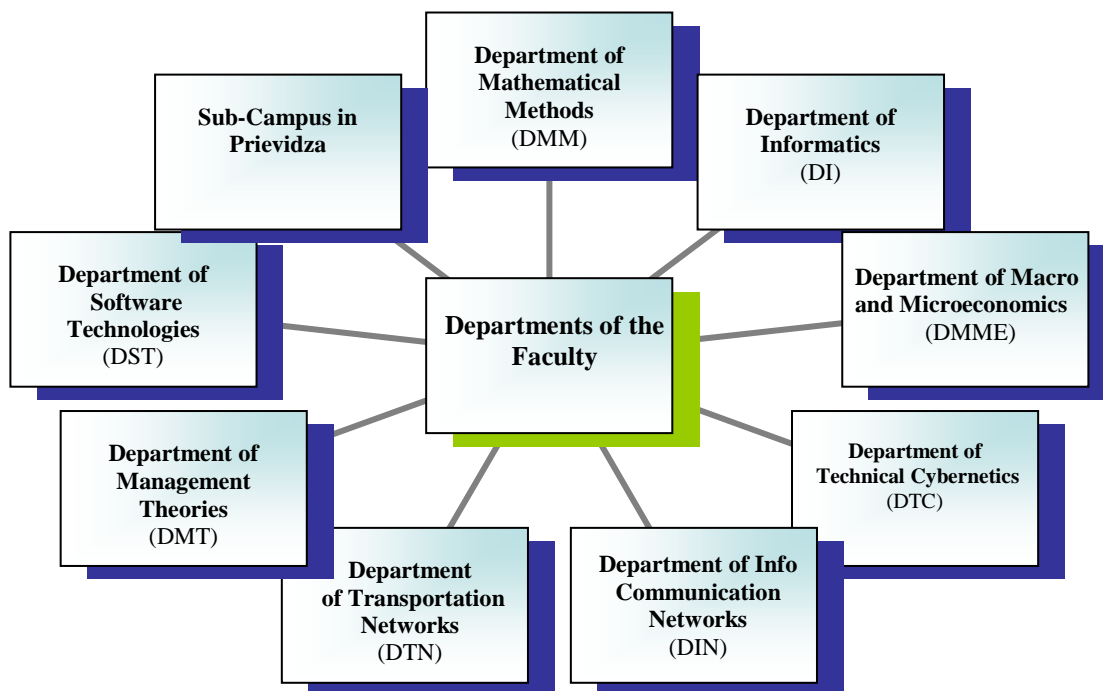 Department of
Mathematical
Methods
(DMM)
Sub-Campus in
Prievidza
Department of
Informatics
(DI)
Department of
Software
Technologies
(DST)
Departments of the
Faculty
Department of Macro
and Microeconomics
(DMME)
Department of
Management
Theories
(DMT)
Department of
Technical Cybernetics
(DTC)
Department
of Transportation
Networks
(DTN)
Department of Info
Communication
Networks
(DIN)